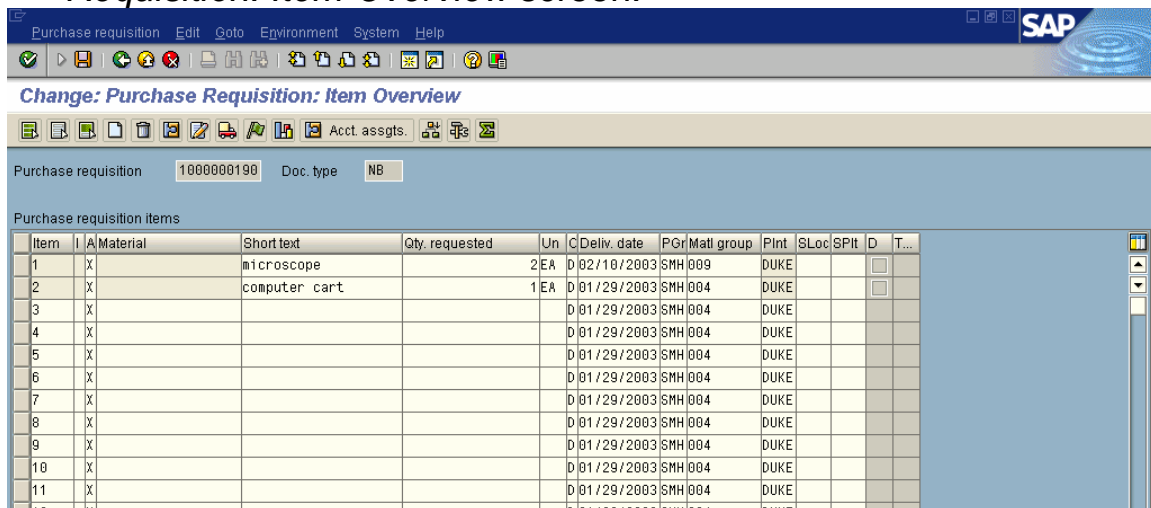 Requisition: Item Overview screen.
Purchase requisition Edit Goto Environment System Help
SAP
Change: Purchase Requisition: Item Overview
Acct. assgts.
Purchase requisition 1000000190 Doc. type NB
Purchase requisition items
Item I A Material Short text Qty. requested Un C Deliv. date PGr Matl group Plnt SLoc SPlt D T...
1 X microscope 2 EA D 02/10/2003 SMH 009 DUKE
2 X computer cart 1 EA D 01/29/2003 SMH 004 DUKE
3 X D 01/29/2003 SMH 004 DUKE
4 X D 01/29/2003 SMH 004 DUKE
5 X D 01/29/2003 SMH 004 DUKE
6 X D 01/29/2003 SMH 004 DUKE
7 X D 01/29/2003 SMH 004 DUKE
8 X D 01/29/2003 SMH 004 DUKE
9 X D 01/29/2003 SMH 004 DUKE
10 X D 01/29/2003 SMH 004 DUKE
11 X D 01/29/2003 SMH 004 DUKE